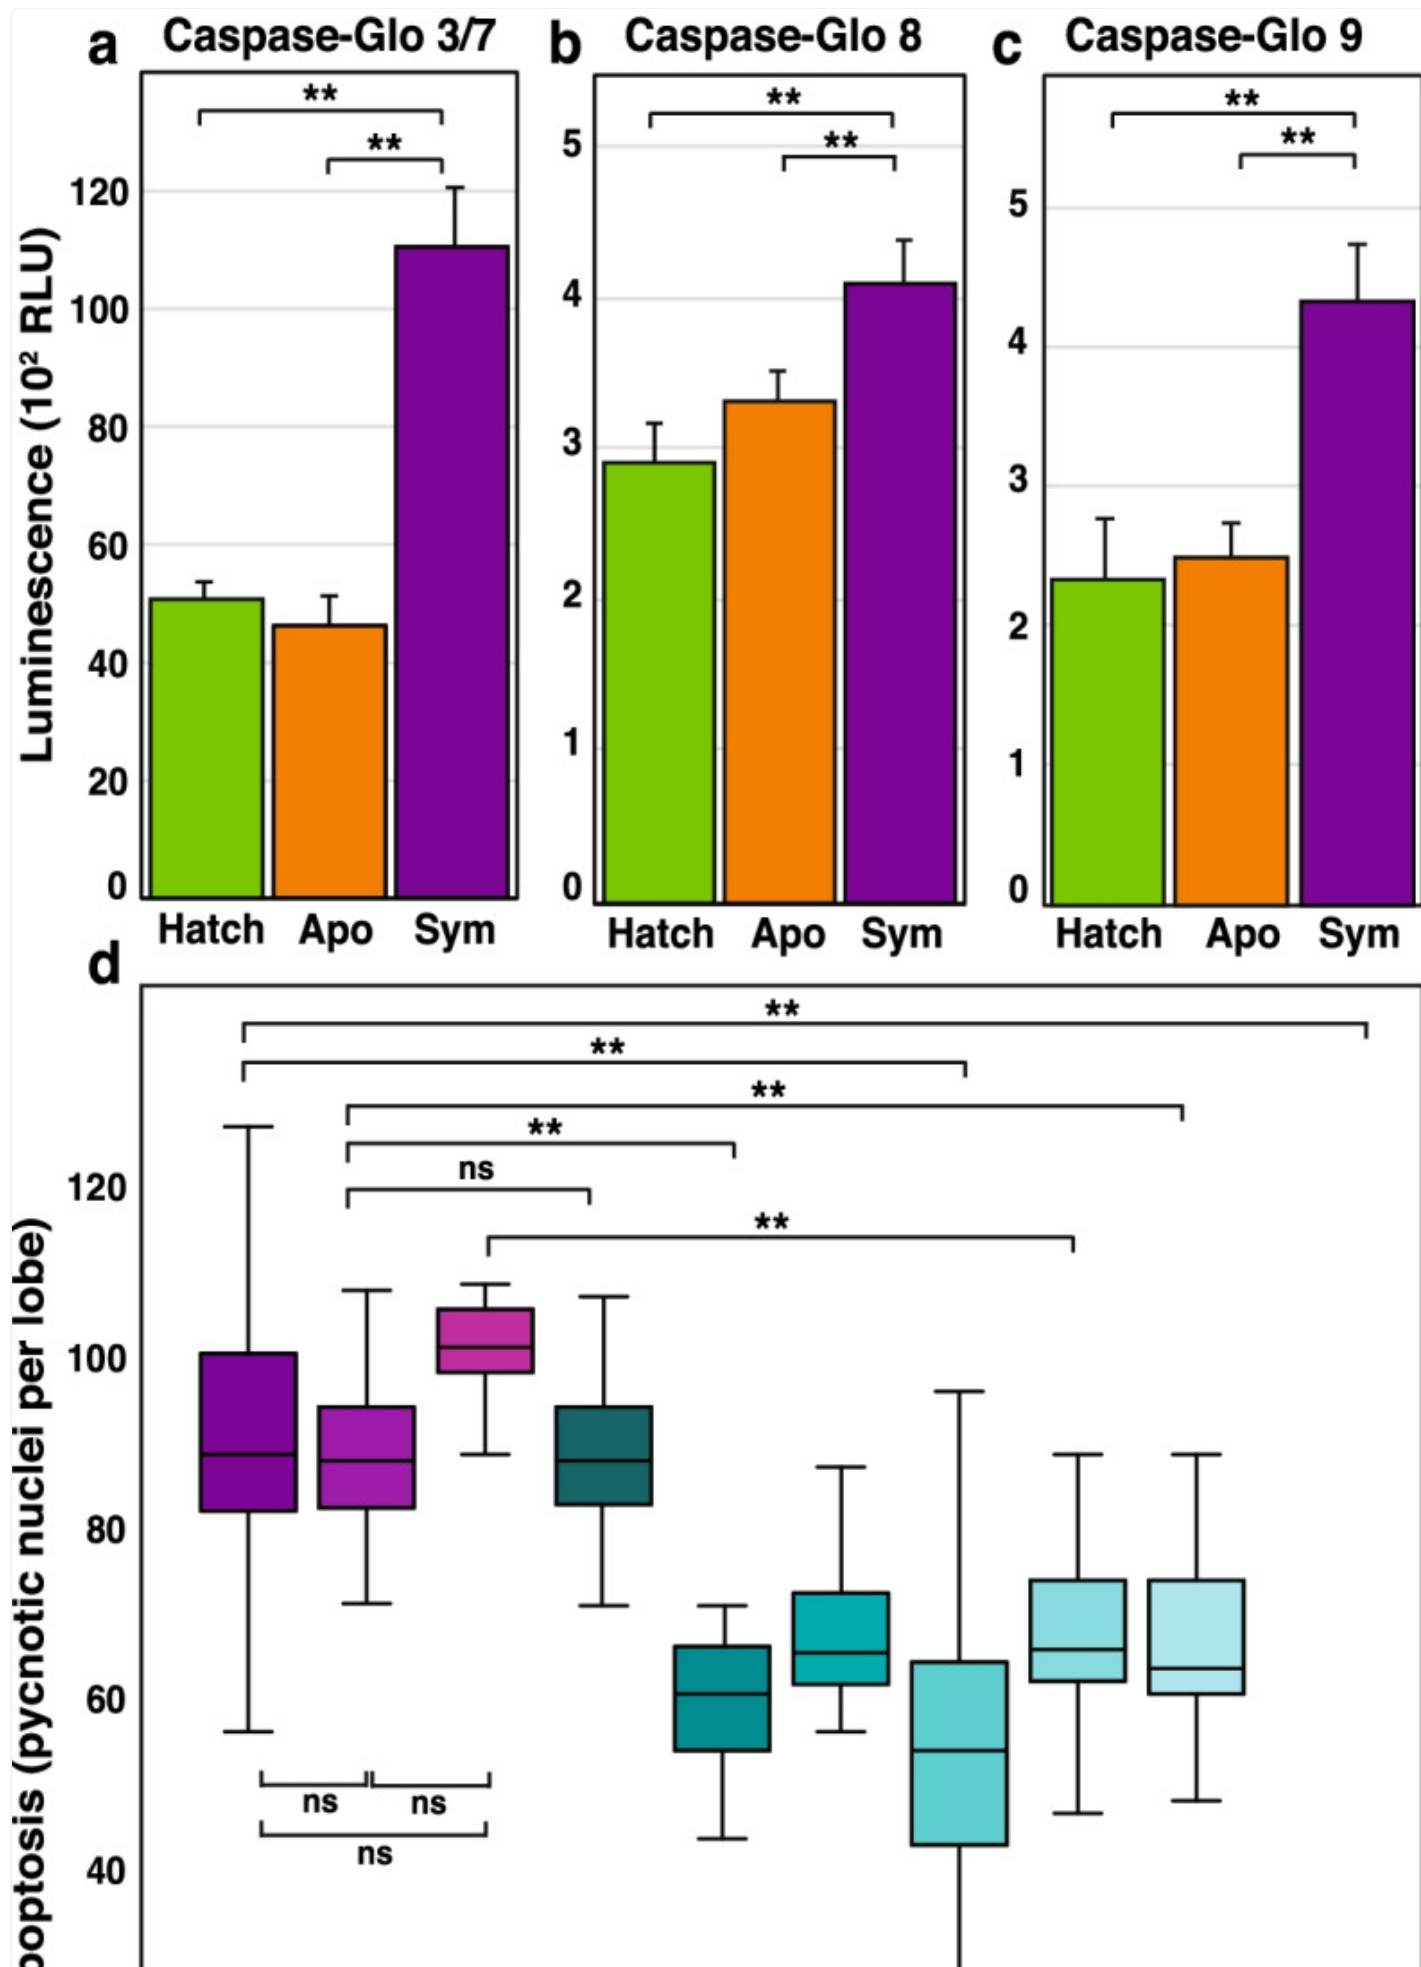 a Caspase-Glo 3/7
b Caspase-Glo 8
c Caspase-Glo 9
Luminescence (10² RLU)
**
**
120
100
80
60
40
20
0
Hatch Apo Sym
**
**
5
4
3
2
1
0
Hatch Apo Sym
**
**
5
4
3
2
1
0
Hatch Apo Sym
d
poptosis (pycnotic nuclei per lobe)
**
**
**
**
ns
**
120
100
80
60
40
ns
ns
ns